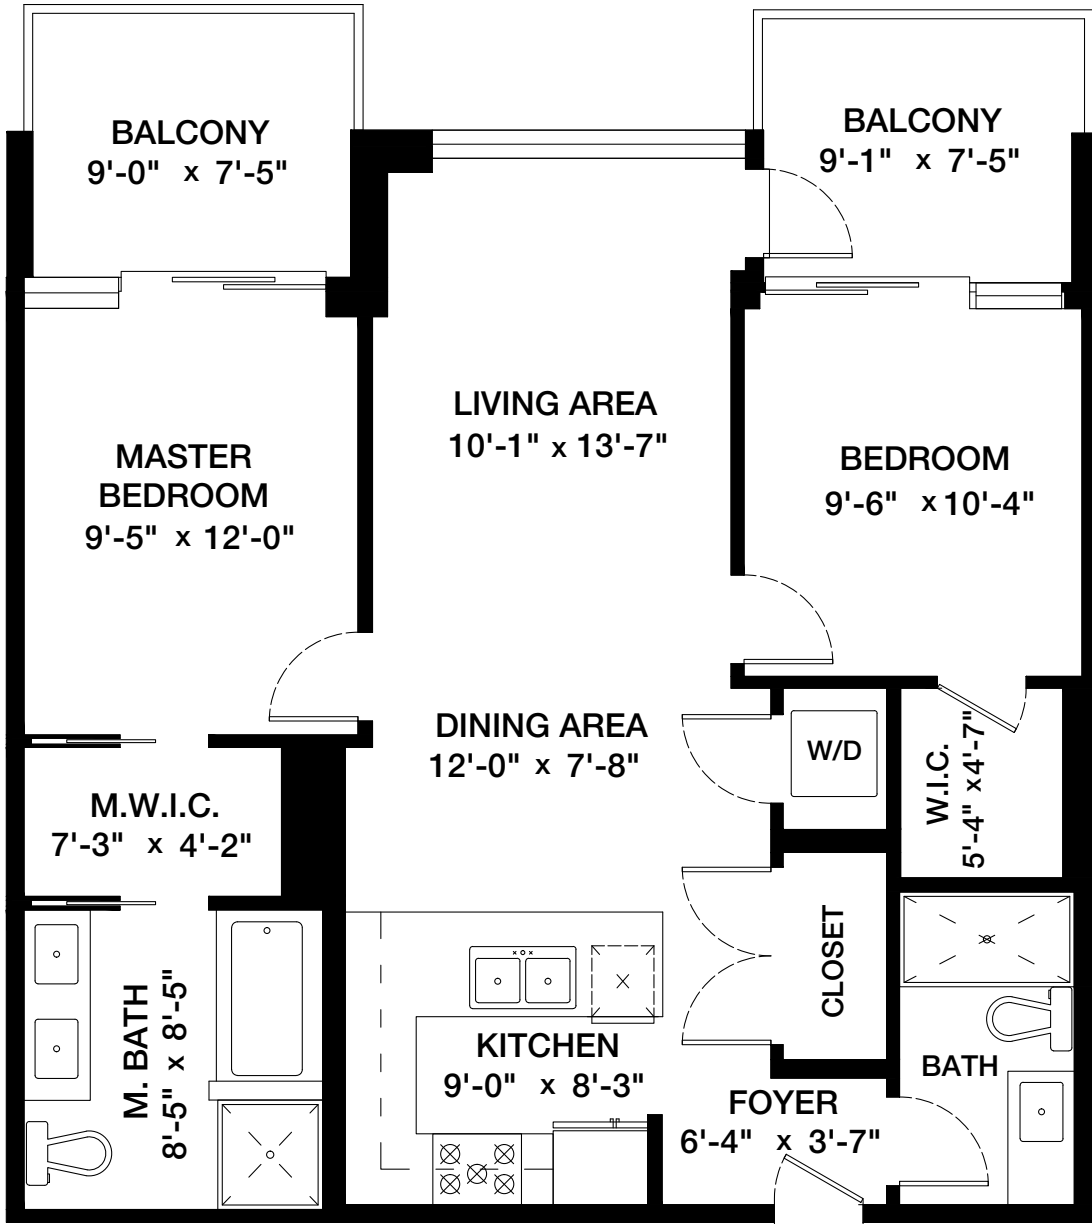 BALCONY
9'-0" x 7'-5"
BALCONY
9'-1" x 7'-5"
LIVING AREA
10'-1" x 13'-7"
MASTER
BEDROOM
9'-5" x 12'-0"
BEDROOM
9'-6" x 10'-4"
DINING AREA
12'-0" x 7'-8"
W/D
W.I.C.
5'-4" x 4'-7"
M.W.I.C.
7'-3" x 4'-2"
CLOSET
M. BATH
8'-5" x 8'-5"
KITCHEN
9'-0" x 8'-3"
BATH
FOYER
6'-4" x 3'-7"